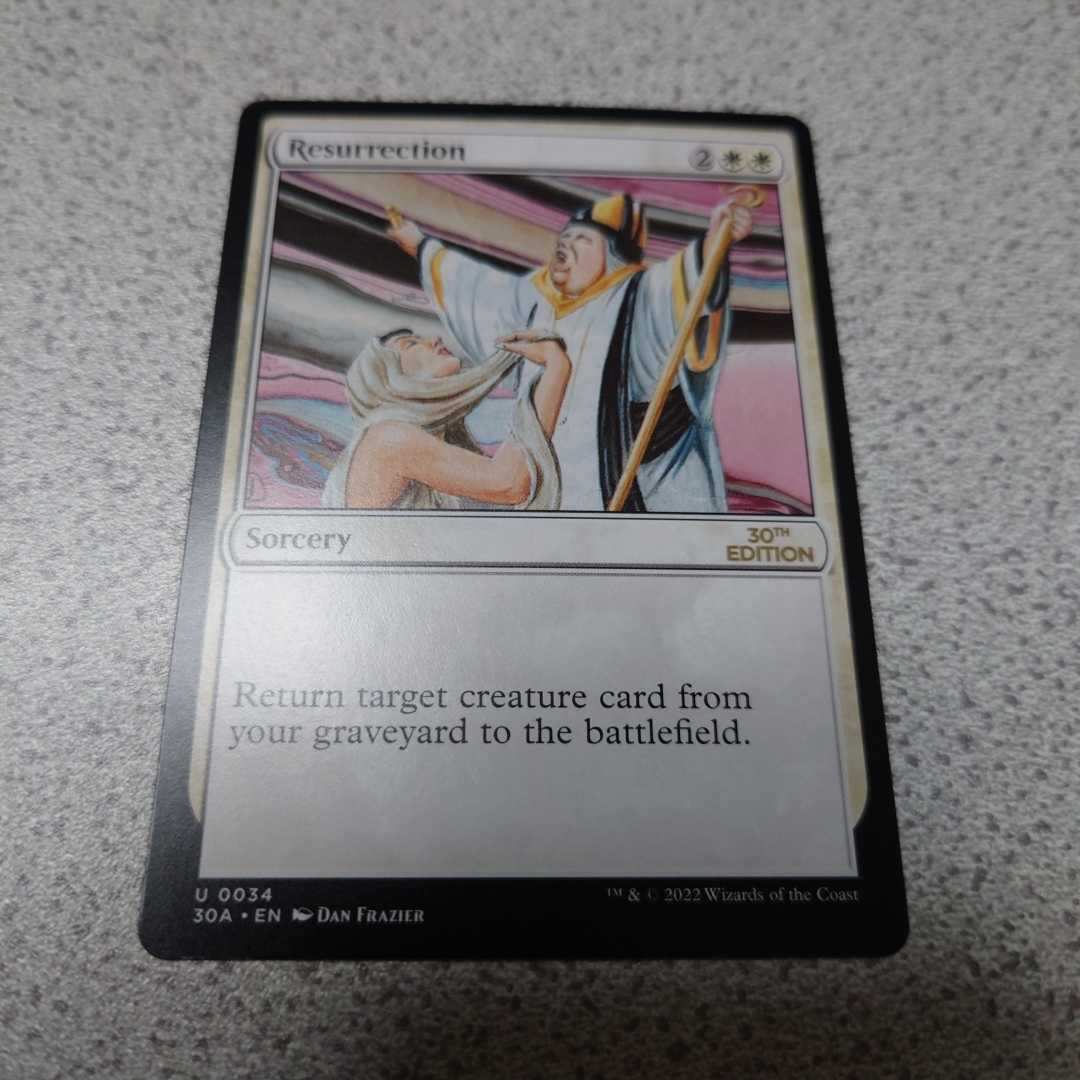 Resurrection 2
Sorcery
30TH
EDITION
Return target creature card from
your graveyard to the battlefield.
U 0034
30A • EN DAN FRAZIER
™ & © 2022 Wizards of the Coast